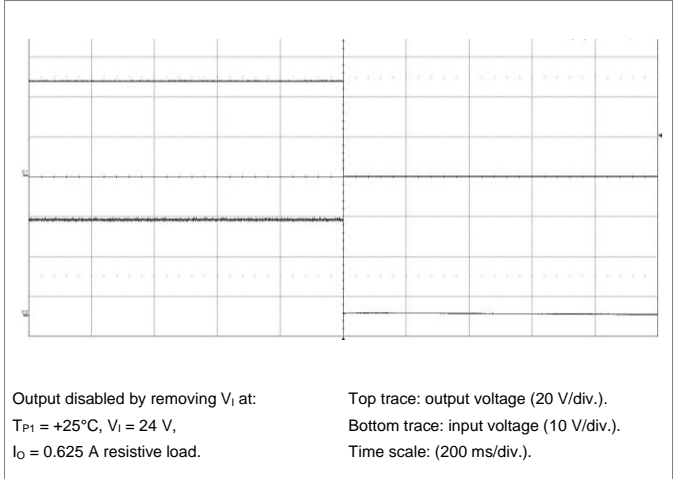 Output disabled by removing VI at:
TP1 = +25°C, VI = 24 V,
IO = 0.625 A resistive load.
Top trace: output voltage (20 V/div.).
Bottom trace: input voltage (10 V/div.).
Time scale: (200 ms/div.).